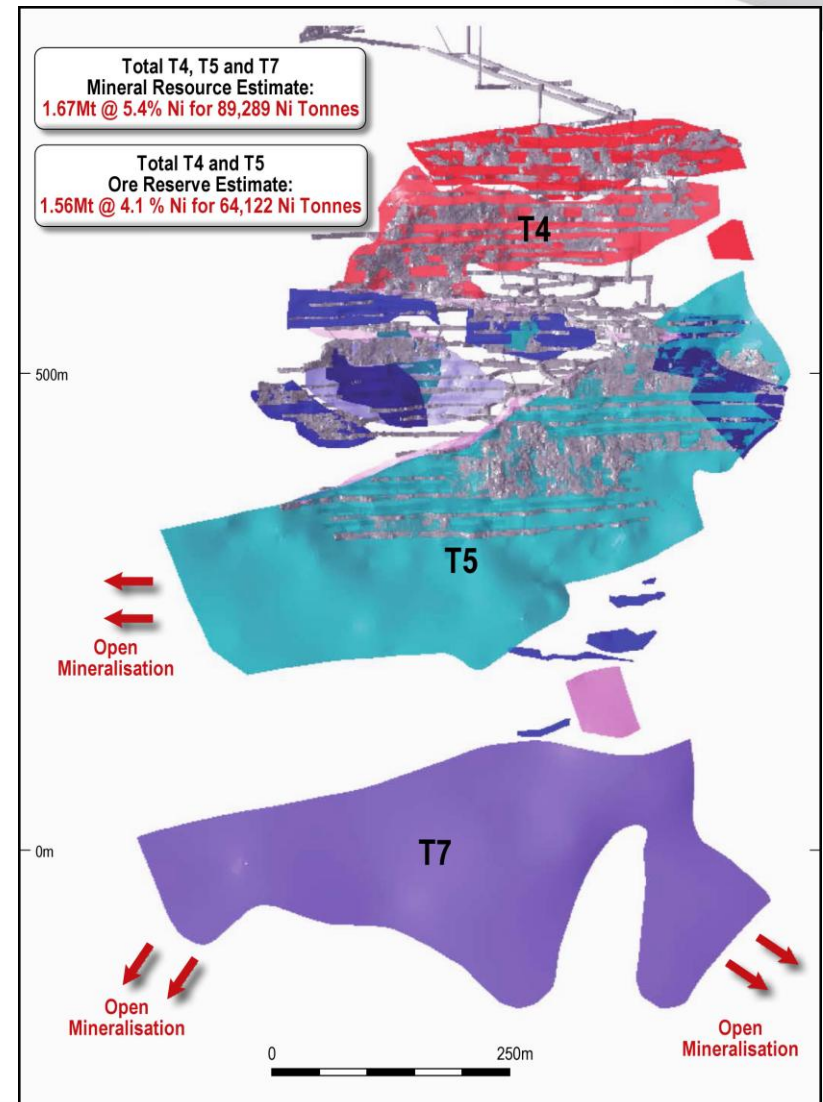 Total T4, T5 and T7
Mineral Resource Estimate:
1.67Mt @ 5.4% Ni for 89,289 Ni Tonnes
Total T4 and T5
Ore Reserve Estimate:
1.56Mt @ 4.1 % Ni for 64,122 Ni Tonnes
T4
500m
T5
Open
Mineralisation
T7
0m
Open
Mineralisation
Open
Mineralisation
0
250m